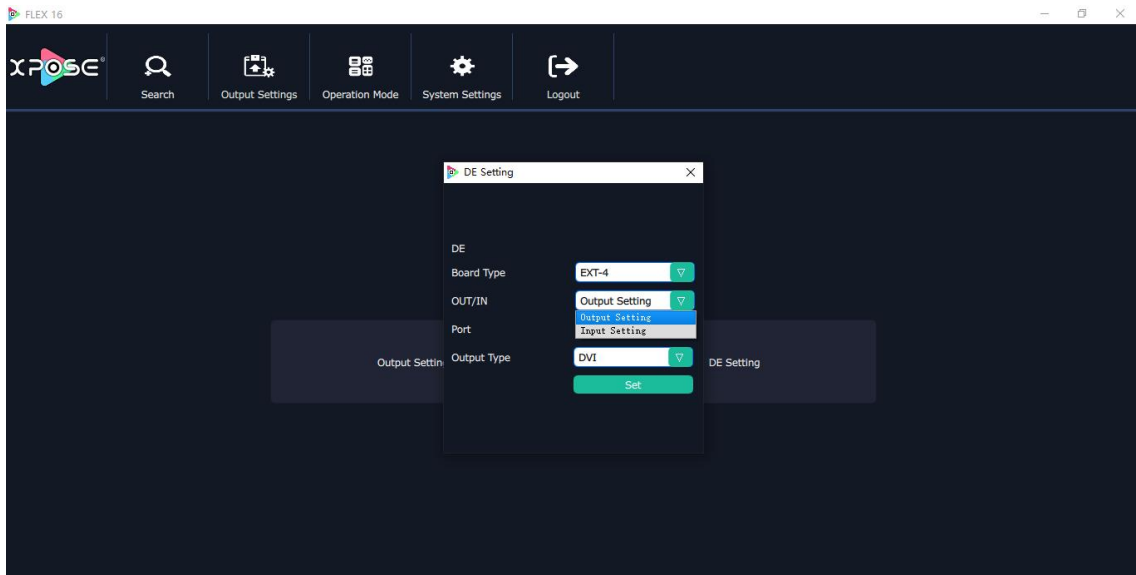 FLEX 16
XPOSE®
Search
Output Settings
Operation Mode
System Settings
Logout
DE Setting
DE
Board Type
EXT-4
OUT/IN
Output Setting
Output Setting
Input Setting
Port
Output Settin
Output Type
DVI
DE Setting
Set